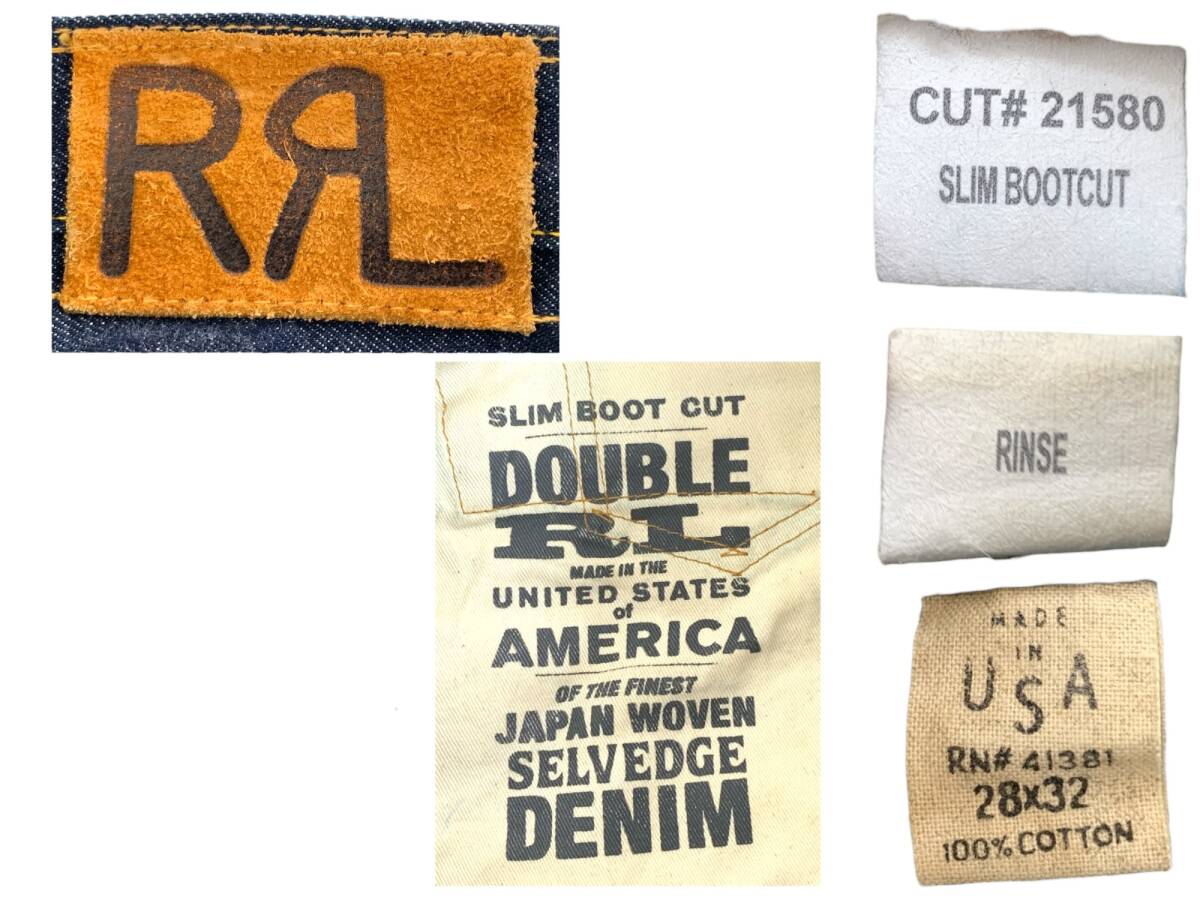 RRL
CUT# 21580
SLIM BOOTCUT
RINSE
SLIM BOOT CUT
DOUBLE
RL
MADE IN THE
UNITED STATES
of
AMERICA
OF THE FINEST
JAPAN WOVEN
SELVEDGE
DENIM
MADE
IN
USA
RN# 41381
28x32
100% COTTON